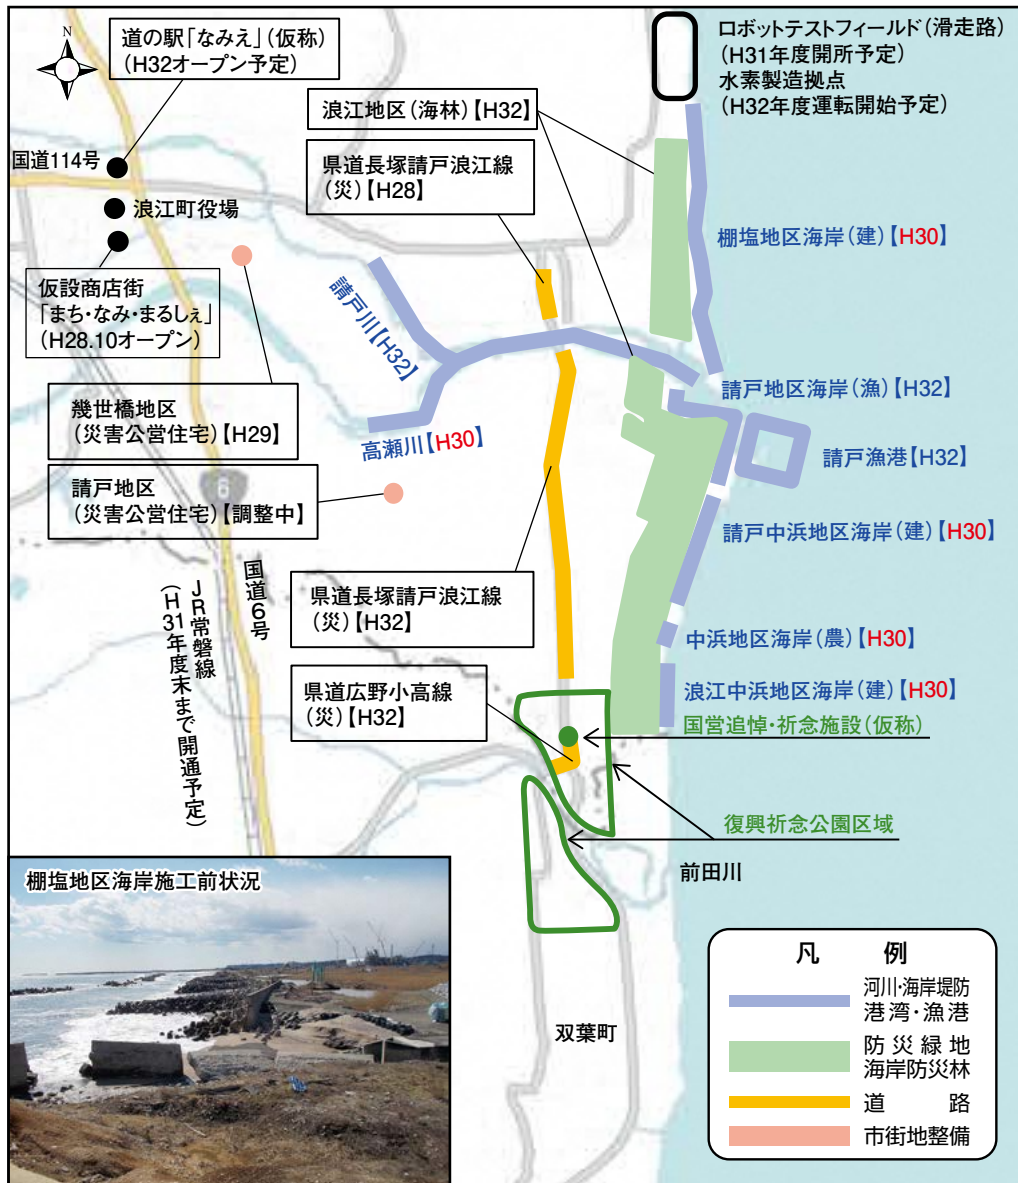 N
道の駅「なみえ」(仮称)
(H32オープン予定)
ロボットテストフィールド(滑走路)
(H31年度開所予定)
水素製造拠点
(H32年度運転開始予定)
浪江地区(海林)【H32】
国道114号
県道長塚請戸浪江線
(災)【H28】
浪江町役場
棚塩地区海岸(建)【H30】
仮設商店街
「まち・なみ・まるしぇ」
(H28.10オープン)
請戸川【H32】
幾世橋地区
(災害公営住宅)【H29】
請戸地区海岸(漁)【H32】
高瀬川【H30】
請戸漁港【H32】
請戸地区
(災害公営住宅)【調整中】
6
請戸中浜地区海岸(建)【H30】
国道6号
JR常磐線
(H31年度末まで開通予定)
県道長塚請戸浪江線
(災)【H32】
中浜地区海岸(農)【H30】
県道広野小高線
(災)【H32】
浪江中浜地区海岸(建)【H30】
国営追悼・祈念施設(仮称)
復興祈念公園区域
前田川
棚塩地区海岸施工前状況
双葉町
凡例
河川・海岸堤防
港湾・漁港
防災緑地
海岸防災林
道路
市街地整備